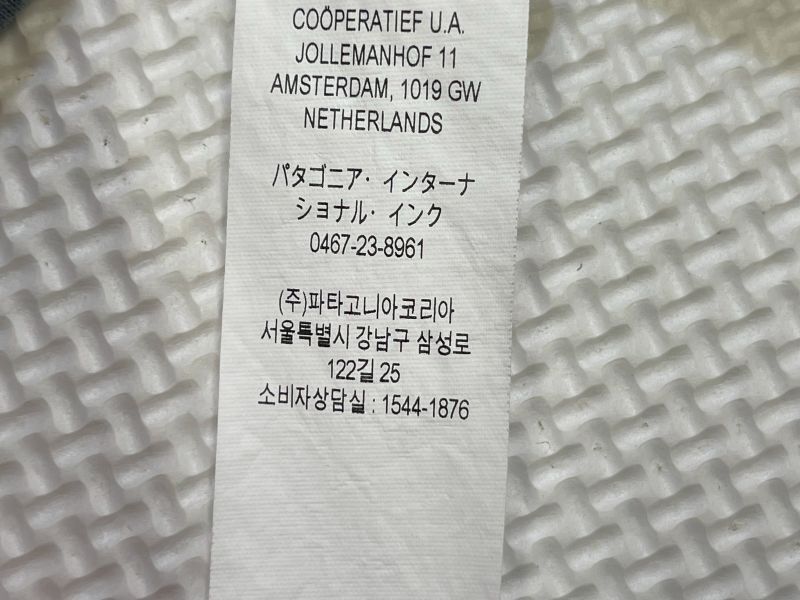 COÖPERATIEF U.A.
JOLLEMANHOF 11
AMSTERDAM, 1019 GW
NETHERLANDS
パタゴニア・インターナ
ショナル・インク
0467-23-8961
(주)파타고니아코리아
서울특별시 강남구 삼성로
122길 25
소비자상담실 : 1544-1876